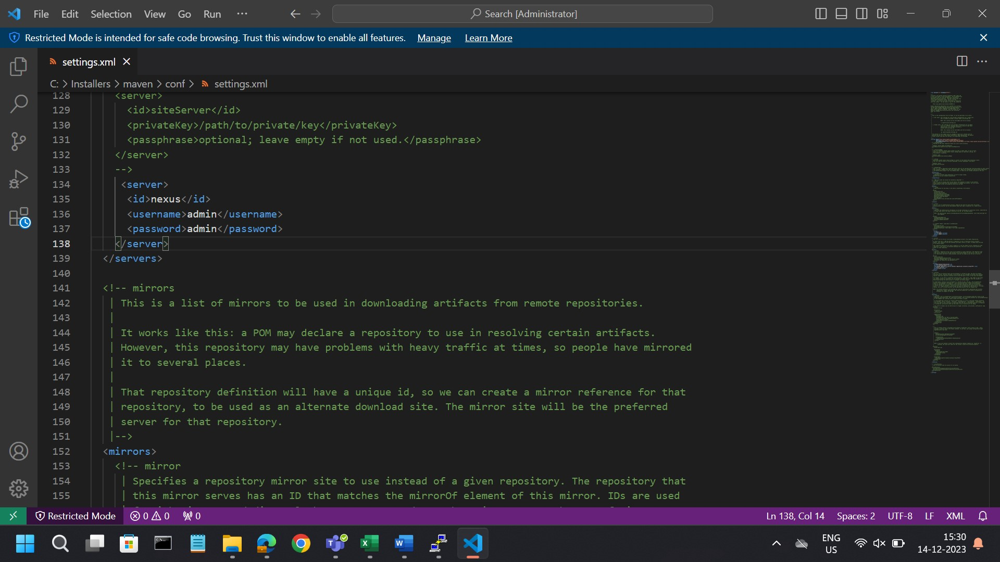 File Edit Selection View Go Run ··· Search [Administrator]
Restricted Mode is intended for safe code browsing. Trust this window to enable all features. Manage Learn More
settings.xml
C: > Installers > maven > conf > settings.xml
128 <server>
129 <id>siteServer</id>
130 <privateKey>/path/to/private/key</privateKey>
131 <passphrase>optional; leave empty if not used.</passphrase>
132 </server>
133 -->
134 <server>
135 <id>nexus</id>
136 <username>admin</username>
137 <password>admin</password>
138 </server>
139 </servers>
140
141 <!-- mirrors
142 | This is a list of mirrors to be used in downloading artifacts from remote repositories.
143 |
144 | It works like this: a POM may declare a repository to use in resolving certain artifacts.
145 | However, this repository may have problems with heavy traffic at times, so people have mirrored
146 | it to several places.
147 |
148 | That repository definition will have a unique id, so we can create a mirror reference for that
149 | repository, to be used as an alternate download site. The mirror site will be the preferred
150 | server for that repository.
151 |-->
152 <mirrors>
153 <!-- mirror
154 | Specifies a repository mirror site to use instead of a given repository. The repository that
155 | this mirror serves has an ID that matches the mirrorOf element of this mirror. IDs are used
Restricted Mode 0 0 0 Ln 138, Col 14 Spaces: 2 UTF-8 LF XML
ENG
US
15:30
14-12-2023